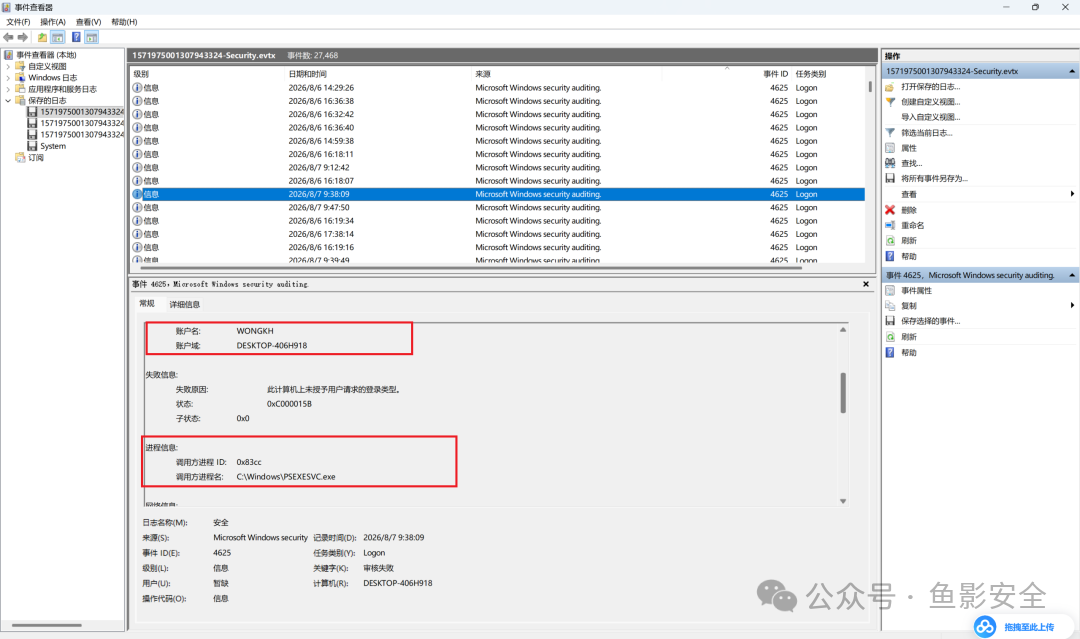 事件查看器
文件(F) 操作(A) 查看(V) 帮助(H)
事件查看器 (本地)
自定义视图
Windows 日志
应用程序和服务日志
保存的日志
1571975001307943324
1571975001307943324
1571975001307943324
System
订阅
1571975001307943324-Security.evtx 事件数: 27,468
级别 日期和时间 来源 事件 ID 任务类别
信息 2026/8/6 14:29:26 Microsoft Windows security auditing. 4625 Logon
信息 2026/8/6 16:36:38 Microsoft Windows security auditing. 4625 Logon
信息 2026/8/6 16:32:42 Microsoft Windows security auditing. 4625 Logon
信息 2026/8/6 16:36:40 Microsoft Windows security auditing. 4625 Logon
信息 2026/8/6 14:59:38 Microsoft Windows security auditing. 4625 Logon
信息 2026/8/6 16:18:11 Microsoft Windows security auditing. 4625 Logon
信息 2026/8/7 9:12:42 Microsoft Windows security auditing. 4625 Logon
信息 2026/8/6 16:18:07 Microsoft Windows security auditing. 4625 Logon
信息 2026/8/7 9:38:09 Microsoft Windows security auditing. 4625 Logon
信息 2026/8/7 9:47:50 Microsoft Windows security auditing. 4625 Logon
信息 2026/8/6 16:19:34 Microsoft Windows security auditing. 4625 Logon
信息 2026/8/6 17:38:14 Microsoft Windows security auditing. 4625 Logon
信息 2026/8/6 16:19:16 Microsoft Windows security auditing. 4625 Logon
信息 2026/8/7 9:39:49 Microsoft Windows security auditing. 4625 Logon
事件 4625，Microsoft Windows security auditing.
常规 详细信息
账户名: WONGKH
账户域: DESKTOP-406H918
失败信息:
失败原因: 此计算机上未授予用户请求的登录类型。
状态: 0xC000015B
子状态: 0x0
进程信息:
调用方进程 ID: 0x83cc
调用方进程名: C:\Windows\PSEXESVC.exe
网络信息:
日志名称(M): 安全
来源(S): Microsoft Windows security 记录时间(D): 2026/8/7 9:38:09
事件 ID(E): 4625 任务类别(Y): Logon
级别(L): 信息 关键字(K): 审核失败
用户(U): 暂缺 计算机(R): DESKTOP-406H918
操作代码(O): 信息
操作
1571975001307943324-Security.evtx
打开保存的日志...
创建自定义视图...
导入自定义视图...
筛选当前日志...
属性
查找...
将所有事件另存为...
查看
删除
重命名
刷新
帮助
事件 4625，Microsoft Windows security auditing.
事件属性
复制
保存选择的事件...
刷新
帮助
公众号 · 鱼影安全
拖拽至此上传